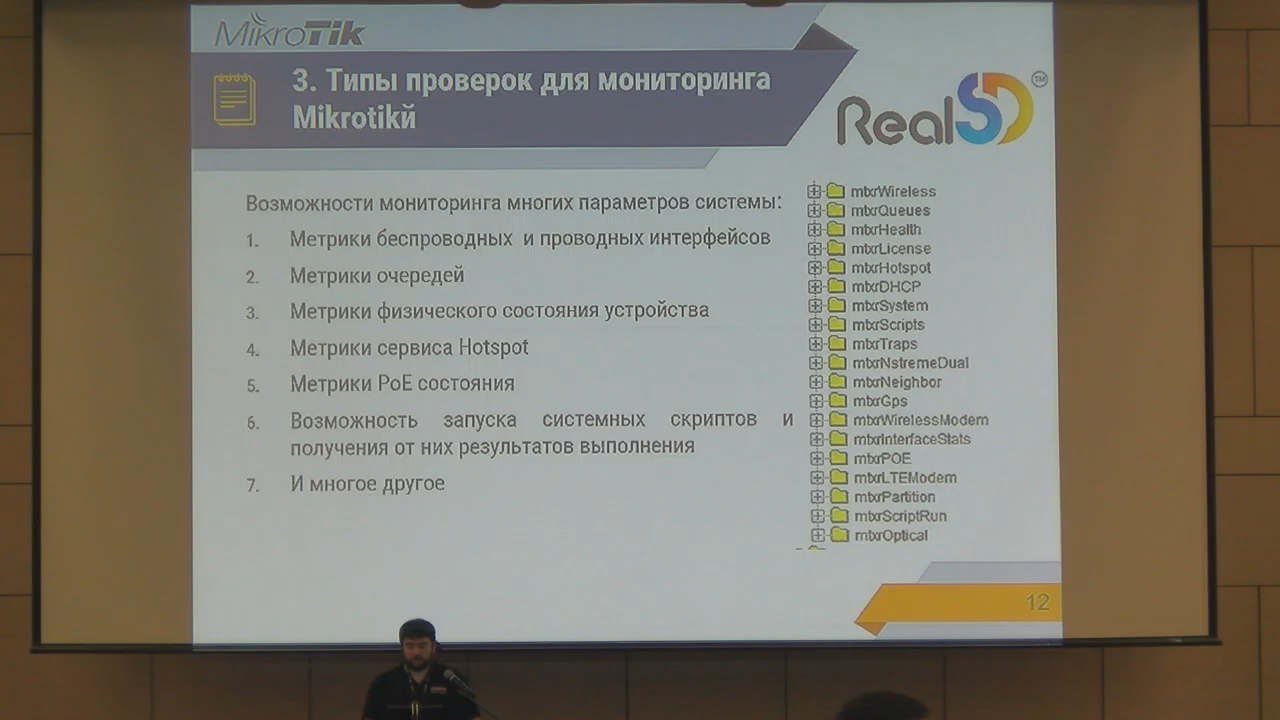 MikroTik
3. Типы проверок для мониторинга
Mikrotikй
RealSD
TM
Возможности мониторинга многих параметров системы:
1. Метрики беспроводных и проводных интерфейсов
2. Метрики очередей
3. Метрики физического состояния устройства
4. Метрики сервиса Hotspot
5. Метрики PoE состояния
6. Возможность запуска системных скриптов и
получения от них результатов выполнения
7. И многое другое
mtxrWireless
mtxrQueues
mtxrHealth
mtxrLicense
mtxrHotspot
mtxrDHCP
mtxrSystem
mtxrScripts
mtxrTraps
mtxrNstremeDual
mtxrNeighbor
mtxrGps
mtxrWirelessModem
mtxrInterfaceStats
mtxrPOE
mtxrLTEModem
mtxrPartition
mtxrScriptRun
mtxrOptical
12